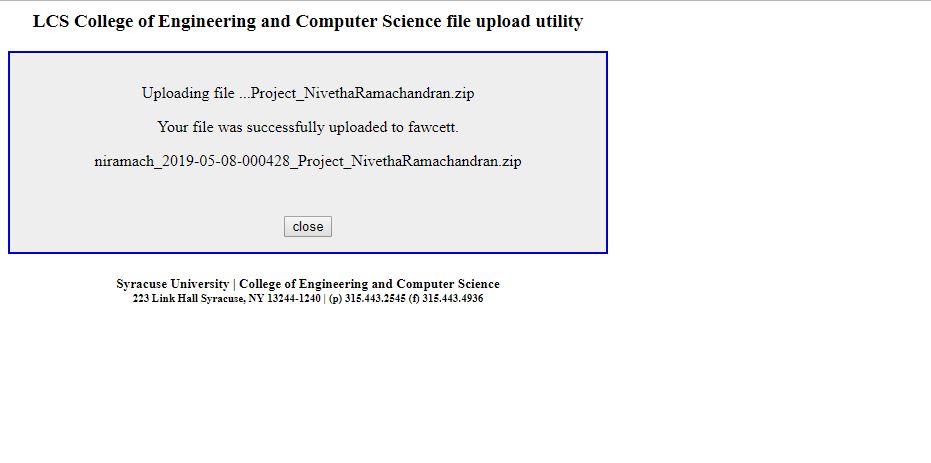 LCS College of Engineering and Computer Science file upload utility
Uploading file ...Project_NivethaRamachandran.zip
Your file was successfully uploaded to fawcett.
niramach_2019-05-08-000428_Project_NivethaRamachandran.zip
close
Syracuse University | College of Engineering and Computer Science
223 Link Hall Syracuse, NY 13244-1240 | (p) 315.443.2545 (f) 315.443.4936